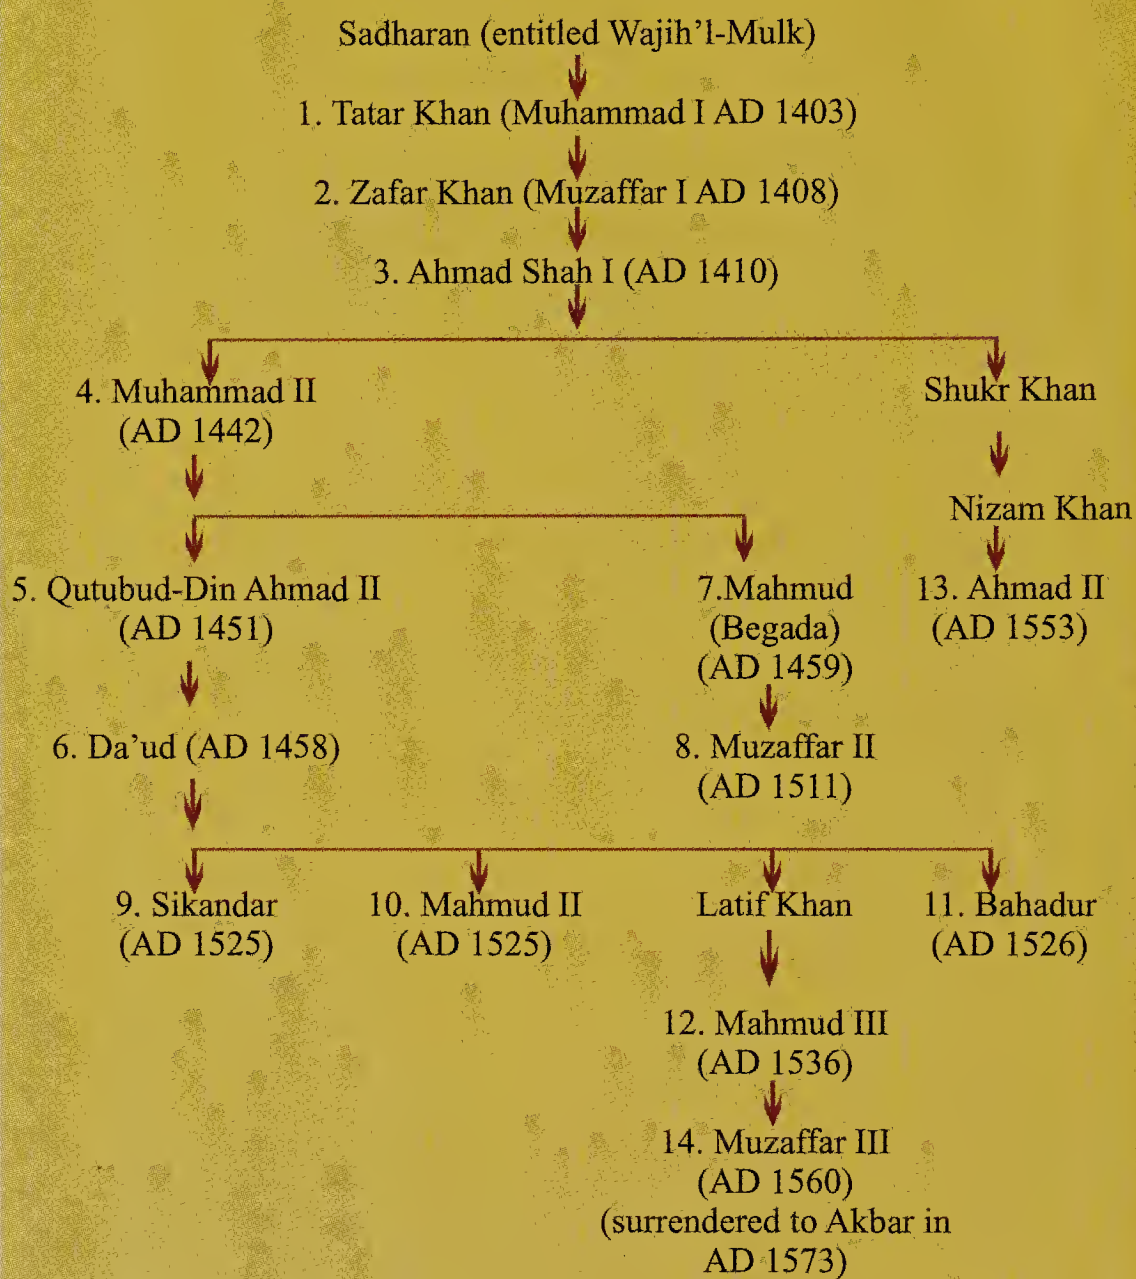 Sadharan (entitled Wajih'l-Mulk)
1. Tatar Khan (Muhammad I AD 1403)
2. Zafar Khan (Muzaffar I AD 1408)
3. Ahmad Shah I (AD 1410)
4. Muhammad II
(AD 1442)
Shukr Khan
Nizam Khan
5. Qutubud-Din Ahmad II
(AD 1451)
7.Mahmud
(Begada)
(AD 1459)
13. Ahmad II
(AD 1553)
6. Da'ud (AD 1458)
8. Muzaffar II
(AD 1511)
9. Sikandar
(AD 1525)
10. Mahmud II
(AD 1525)
Latif Khan
11. Bahadur
(AD 1526)
12. Mahmud III
(AD 1536)
14. Muzaffar III
(AD 1560)
(surrendered to Akbar in
AD 1573)